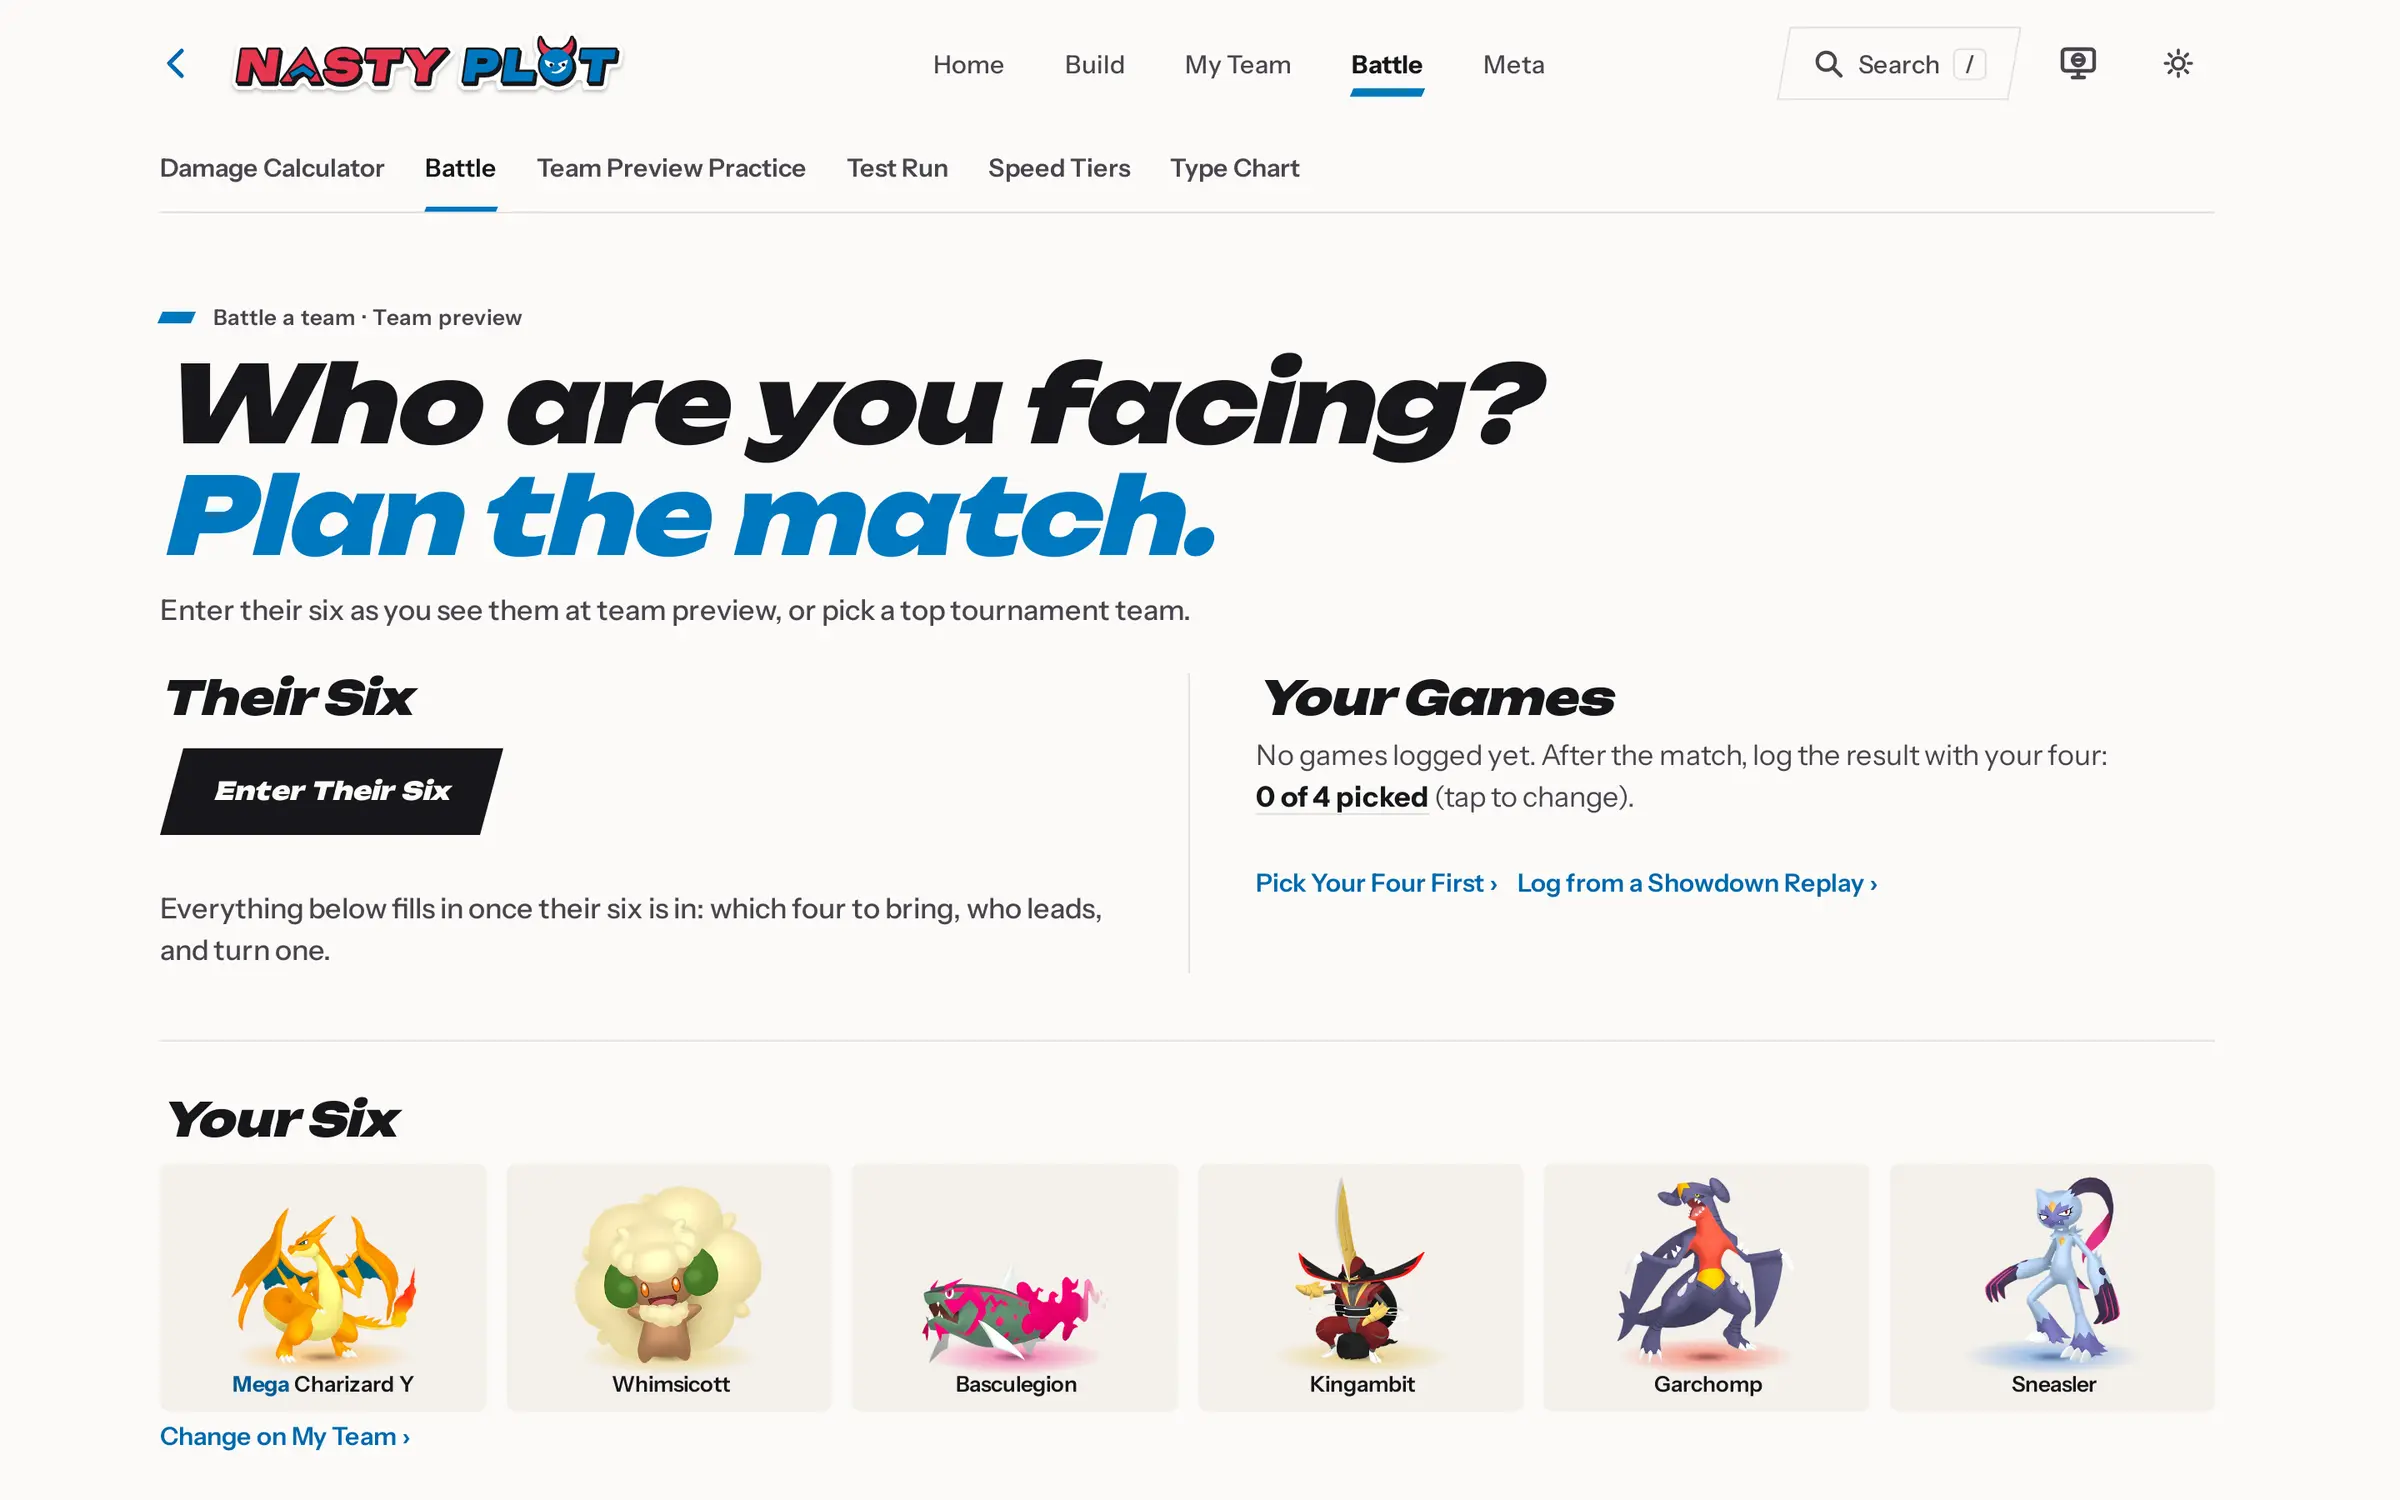 NASTY PLOT
Home
Build
My Team
Battle
Meta
Search /
Damage Calculator
Battle
Team Preview Practice
Test Run
Speed Tiers
Type Chart
Battle a team · Team preview
Who are you facing?
Plan the match.
Enter their six as you see them at team preview, or pick a top tournament team.
Their Six
Enter Their Six
Everything below fills in once their six is in: which four to bring, who leads,
and turn one.
Your Games
No games logged yet. After the match, log the result with your four:
0 of 4 picked (tap to change).
Pick Your Four First ›
Log from a Showdown Replay ›
Your Six
Mega Charizard Y
Whimsicott
Basculegion
Kingambit
Garchomp
Sneasler
Change on My Team ›